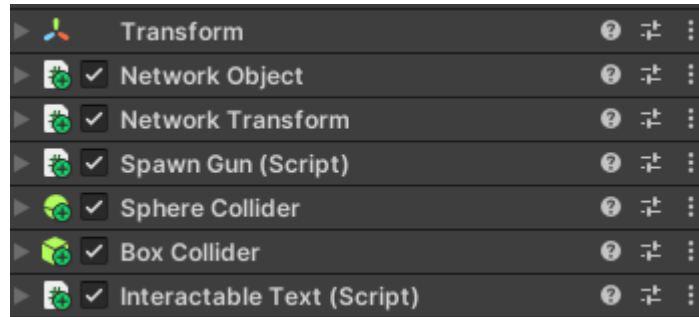 Transform
Network Object
Network Transform
Spawn Gun (Script)
Sphere Collider
Box Collider
Interactable Text (Script)